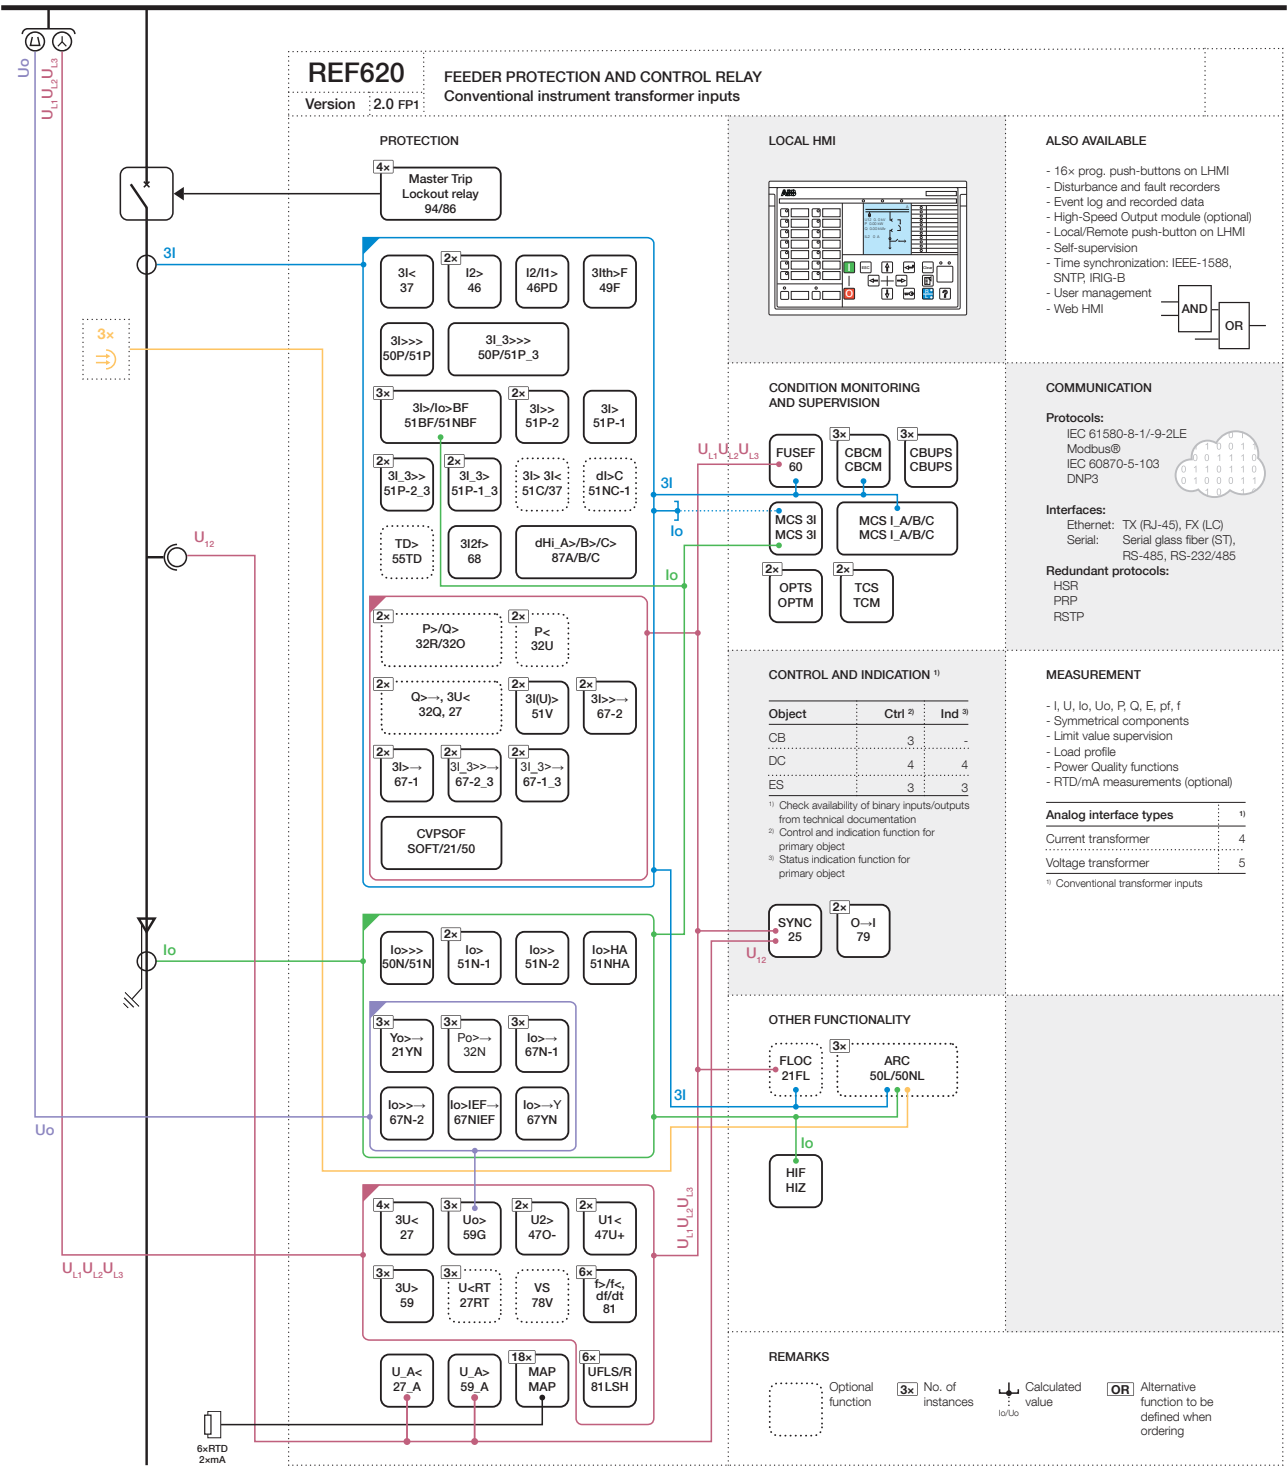 Uo
UL1UL2UL3
REF620
Version 2.0 FP1
FEEDER PROTECTION AND CONTROL RELAY
Conventional instrument transformer inputs
PROTECTION
4×
Master Trip
Lockout relay
94/86
3I
3×
3I<
37
2×
I2>
46
I2/I1>
46PD
3Ith>F
49F
3I>>>
50P/51P
3I_3>>>
50P/51P_3
3×
3I>/Io>BF
51BF/51NBF
2×
3I>>
51P-2
3I>
51P-1
2×
3I_3>>
51P-2_3
2×
3I_3>
51P-1_3
3I> 3I<
51C/37
dI>C
51NC-1
TD>
55TD
3I2f>
68
dHi_A>/B>/C>
87A/B/C
U12
2×
P>/Q>
32R/32O
2×
P<
32U
2×
Q>→, 3U<
32Q, 27
2×
3I(U)>
51V
2×
3I>>→
67-2
2×
3I>→
67-1
2×
3I_3>>→
67-2_3
2×
3I_3>→
67-1_3
CVPSOF
SOFT/21/50
Io
Io>>>
50N/51N
2×
Io>
51N-1
Io>>
51N-2
Io>HA
51NHA
3×
Yo>→
21YN
3×
Po>→
32N
3×
Io>→
67N-1
Io>>→
67N-2
Io>IEF→
67NIEF
Io>→Y
67YN
Uo
UL1UL2UL3
4×
3U<
27
3×
Uo>
59G
2×
U2>
47O-
2×
U1<
47U+
3×
3U>
59
3×
U<RT
27RT
VS
78V
6×
f>/f<,
df/dt
81
U_A<
27_A
U_A>
59_A
18×
MAP
MAP
6×
UFLS/R
81LSH
6×RTD
2×mA
LOCAL HMI
ABB
ALSO AVAILABLE
- 16× prog. push-buttons on LHMI
- Disturbance and fault recorders
- Event log and recorded data
- High-Speed Output module (optional)
- Local/Remote push-button on LHMI
- Self-supervision
- Time synchronization: IEEE-1588,
SNTP, IRIG-B
- User management
- Web HMI
AND
OR
CONDITION MONITORING
AND SUPERVISION
UL1UL2UL3
FUSEF
60
3×
CBCM
CBCM
3×
CBUPS
CBUPS
3I
Io
MCS 3I
MCS 3I
MCS I_A/B/C
MCS I_A/B/C
Io
2×
OPTS
OPTM
2×
TCS
TCM
COMMUNICATION
Protocols:
IEC 61580-8-1/-9-2LE
Modbus®
IEC 60870-5-103
DNP3
Interfaces:
Ethernet: TX (RJ-45), FX (LC)
Serial: Serial glass fiber (ST),
RS-485, RS-232/485
Redundant protocols:
HSR
PRP
RSTP
CONTROL AND INDICATION 1)
Object Ctrl 2) Ind 3)
CB 3 -
DC 4 4
ES 3 3
1) Check availability of binary inputs/outputs
from technical documentation
2) Control and indication function for
primary object
3) Status indication function for
primary object
SYNC
25
2×
O→I
79
U12
MEASUREMENT
- I, U, Io, Uo, P, Q, E, pf, f
- Symmetrical components
- Limit value supervision
- Load profile
- Power Quality functions
- RTD/mA measurements (optional)
Analog interface types 1)
Current transformer 4
Voltage transformer 5
1) Conventional transformer inputs
OTHER FUNCTIONALITY
FLOC
21FL
3×
ARC
50L/50NL
3I
Io
HIF
HIZ
UL1UL2UL3
REMARKS
Optional
function
3× No. of
instances
Io/Uo
Calculated
value
OR Alternative
function to be
defined when
ordering